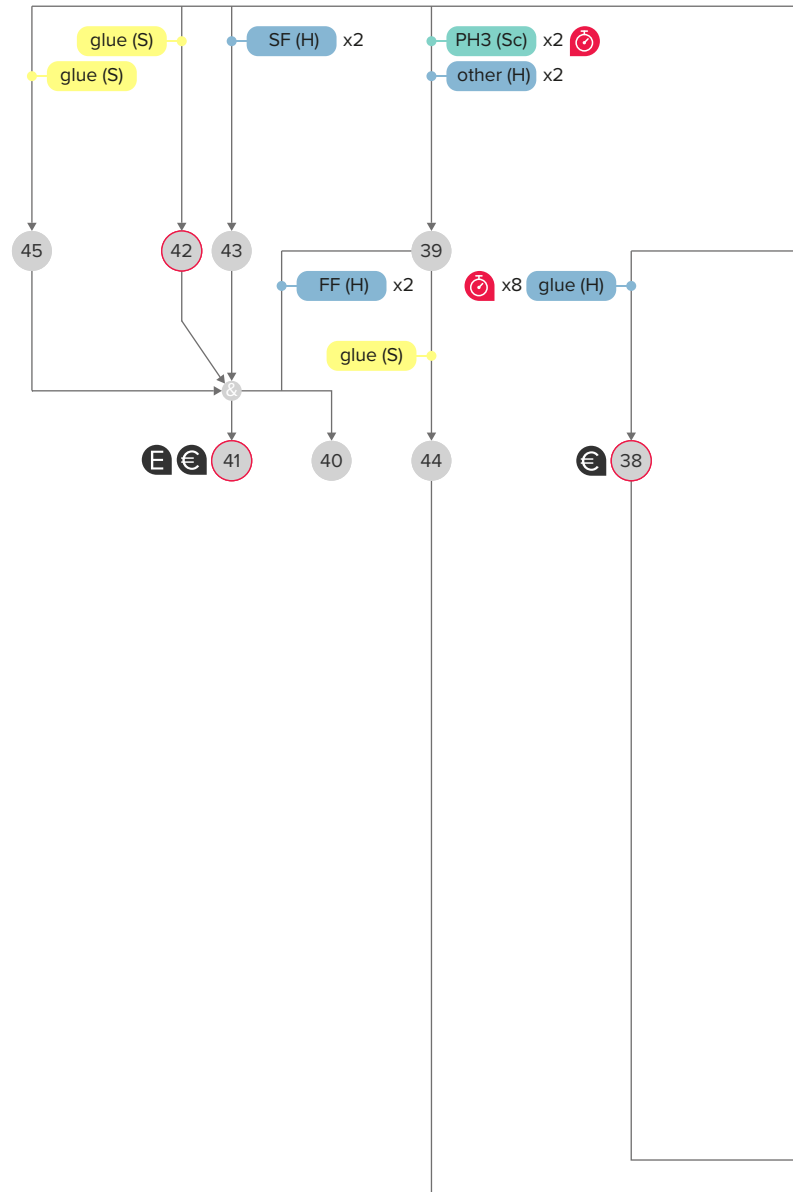 glue (S) SF (H) x2 PH3 (Sc) x2
glue (S) other (H) x2
45 42 43 39
FF (H) x2 x8 glue (H)
glue (S)
&
E € 41 40 44 € 38